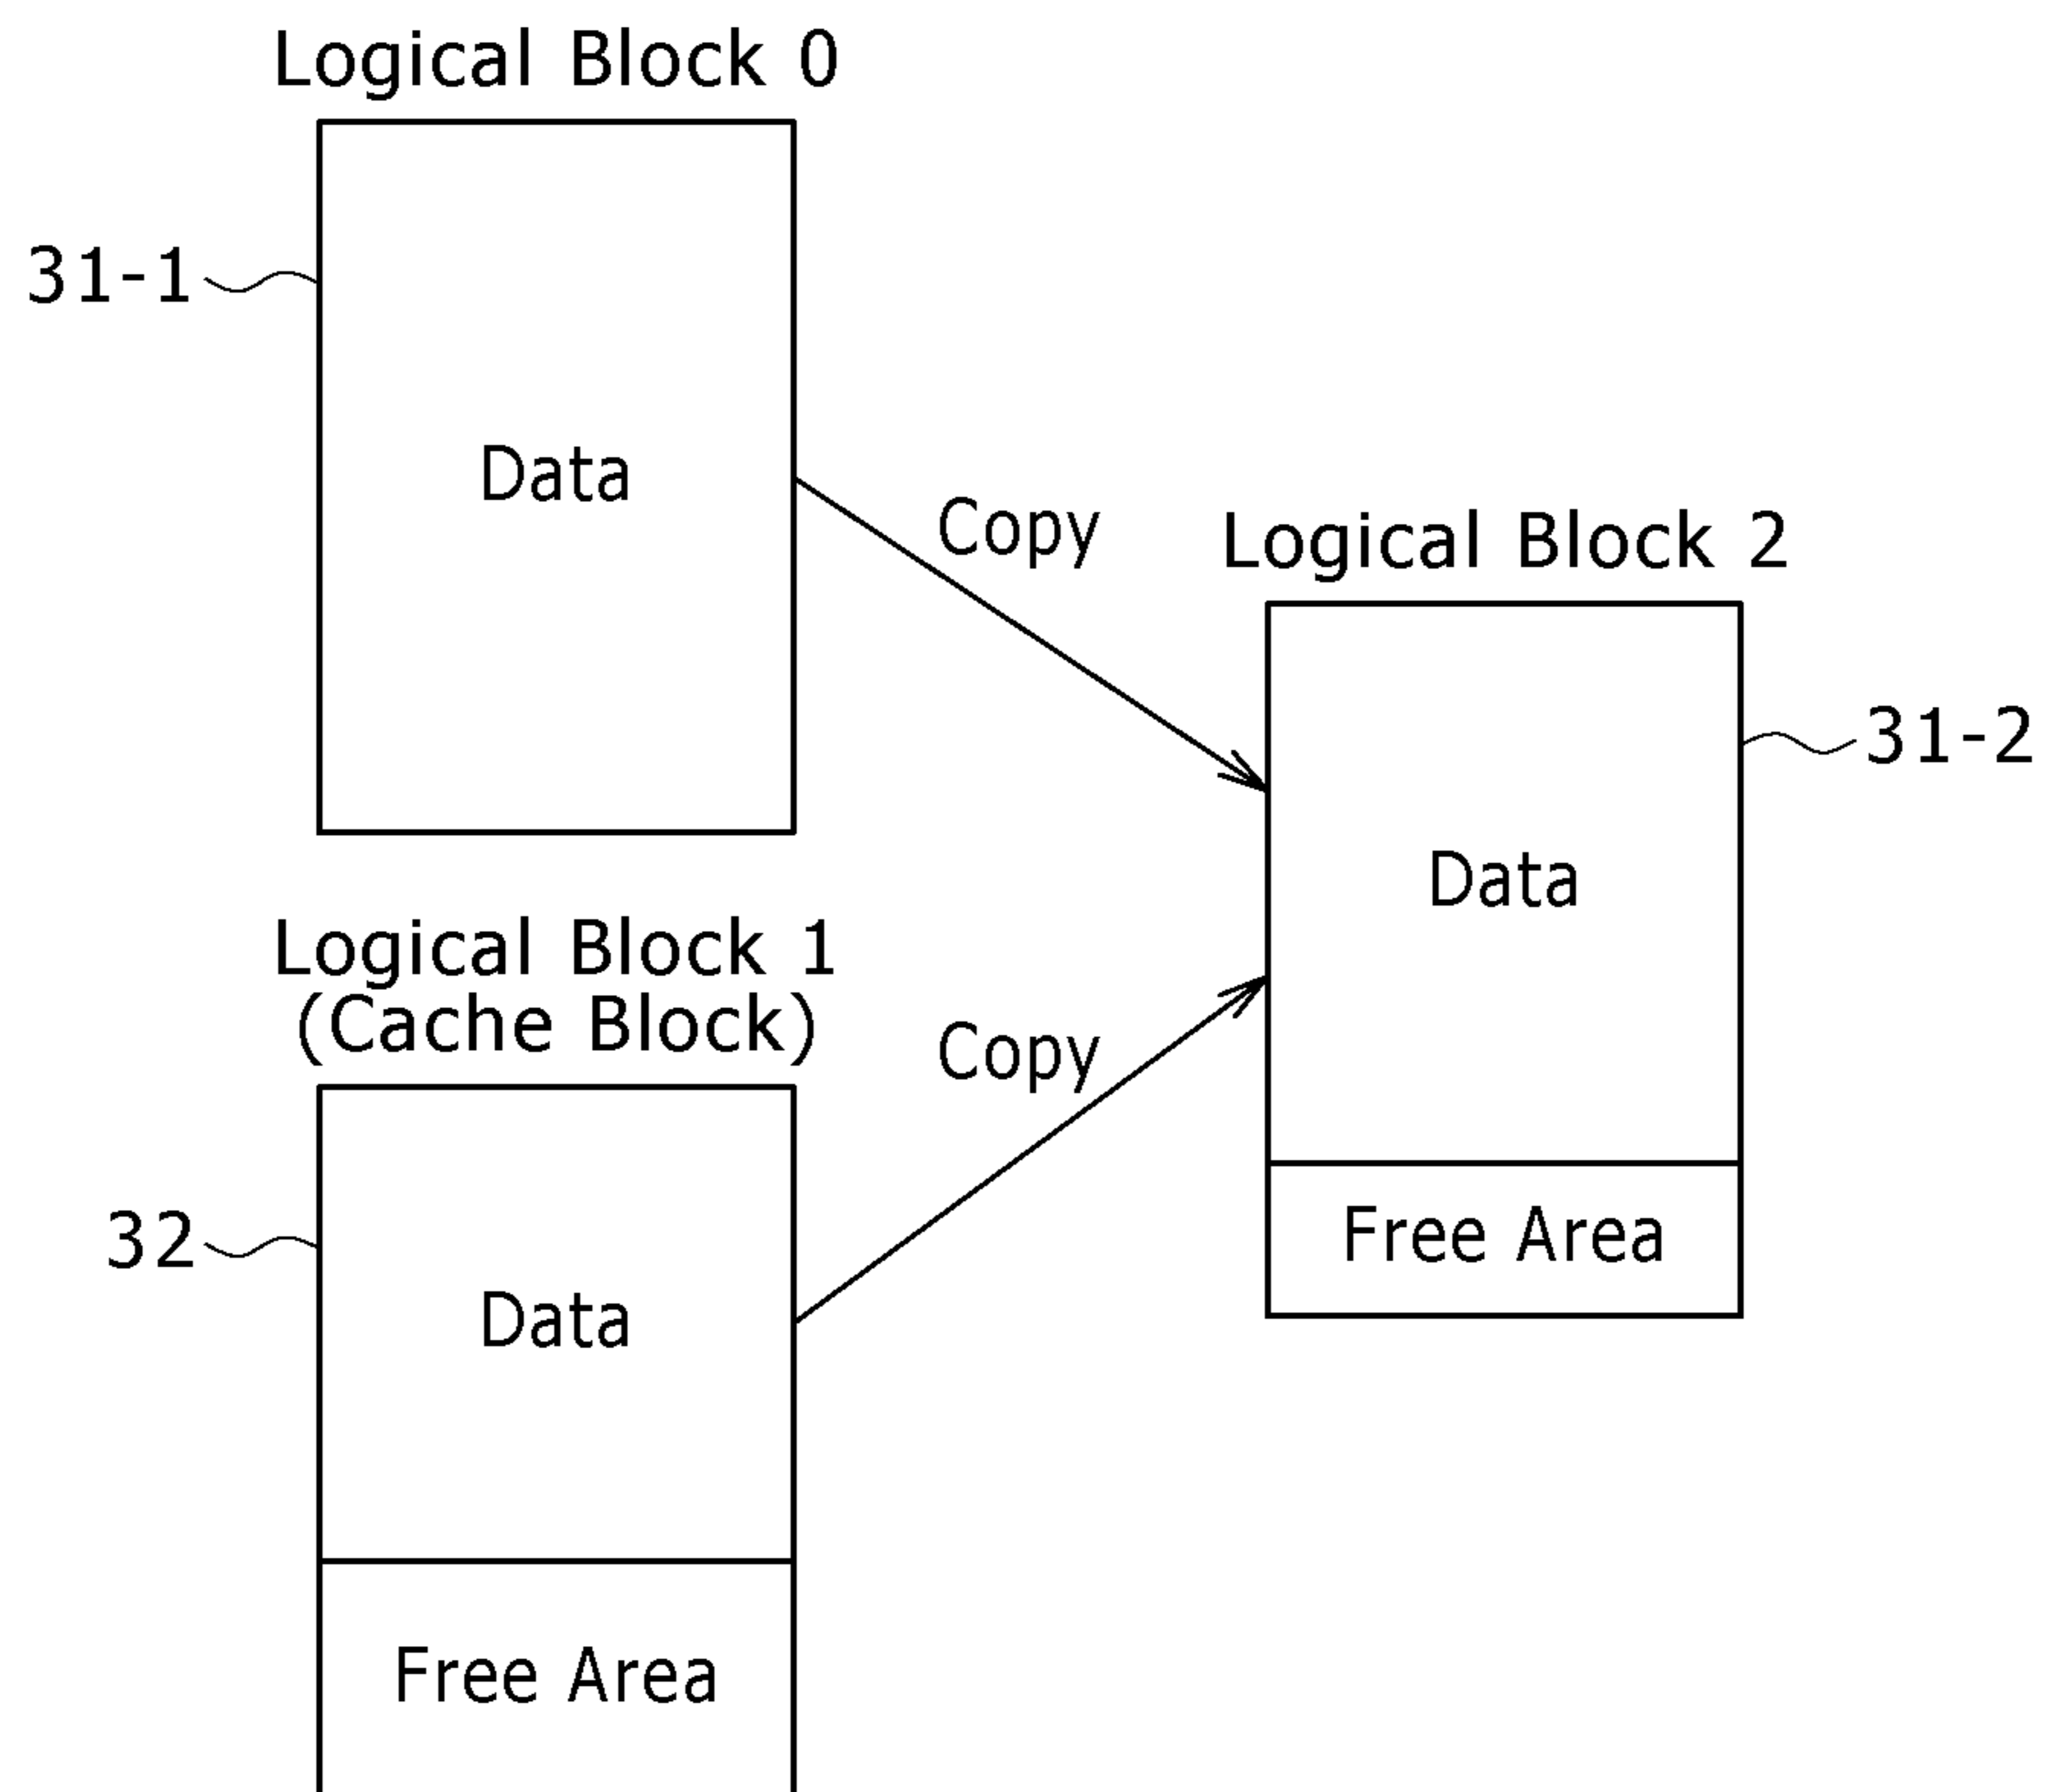 Logical Block 0
31-1
Data
Copy
Logical Block 2
31-2
Data
Free Area
Logical Block 1
(Cache Block)
Copy
32
Data
Free Area